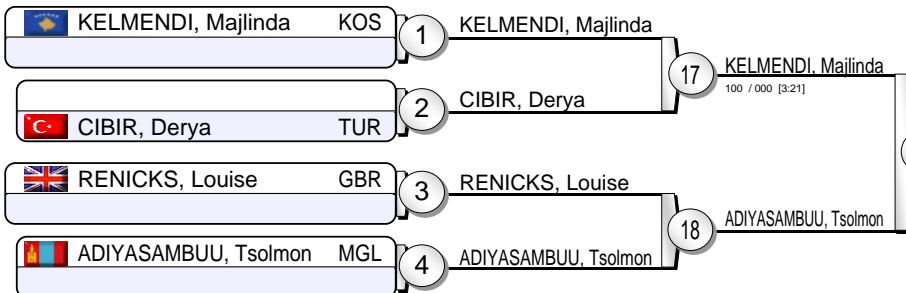 KELMENDI, Majlinda KOS
1
KELMENDI, Majlinda
17
KELMENDI, Majlinda
100 / 000 [3:21]
2
CIBIR, Derya
CIBIR, Derya TUR
RENICKS, Louise GBR
3
RENICKS, Louise
18
ADIYASAMBUU, Tsolmon
ADIYASAMBUU, Tsolmon MGL
4
ADIYASAMBUU, Tsolmon